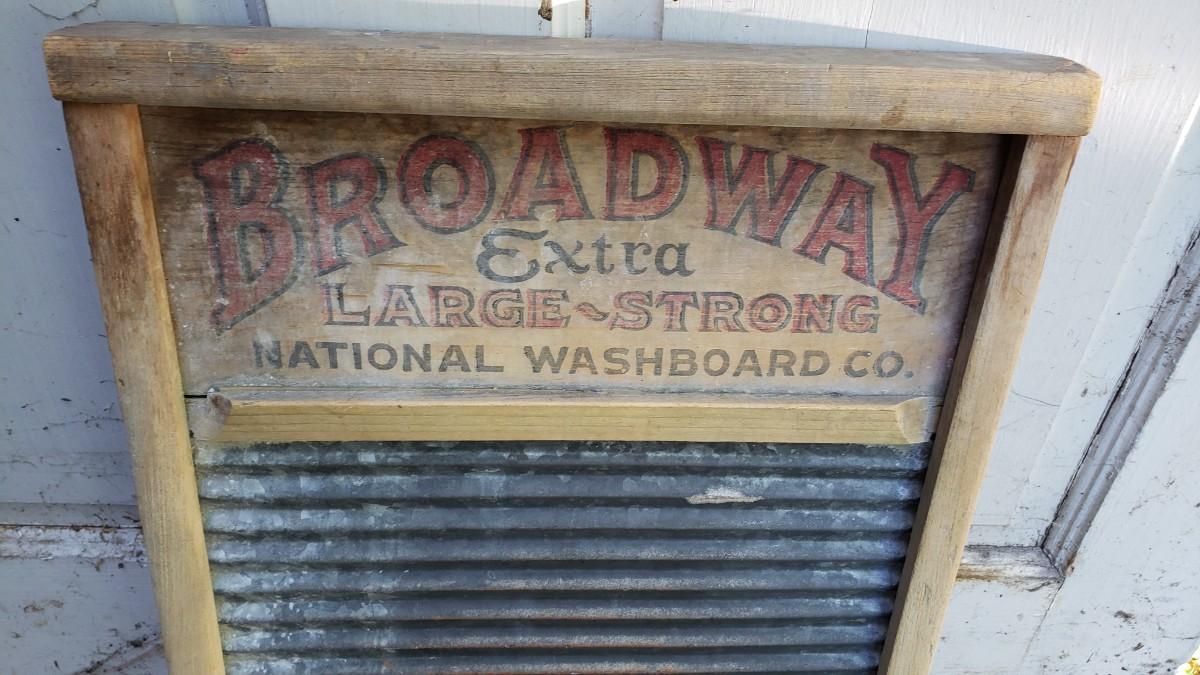 BROADWAY
Extra
LARGE~STRONG
NATIONAL WASHBOARD CO.